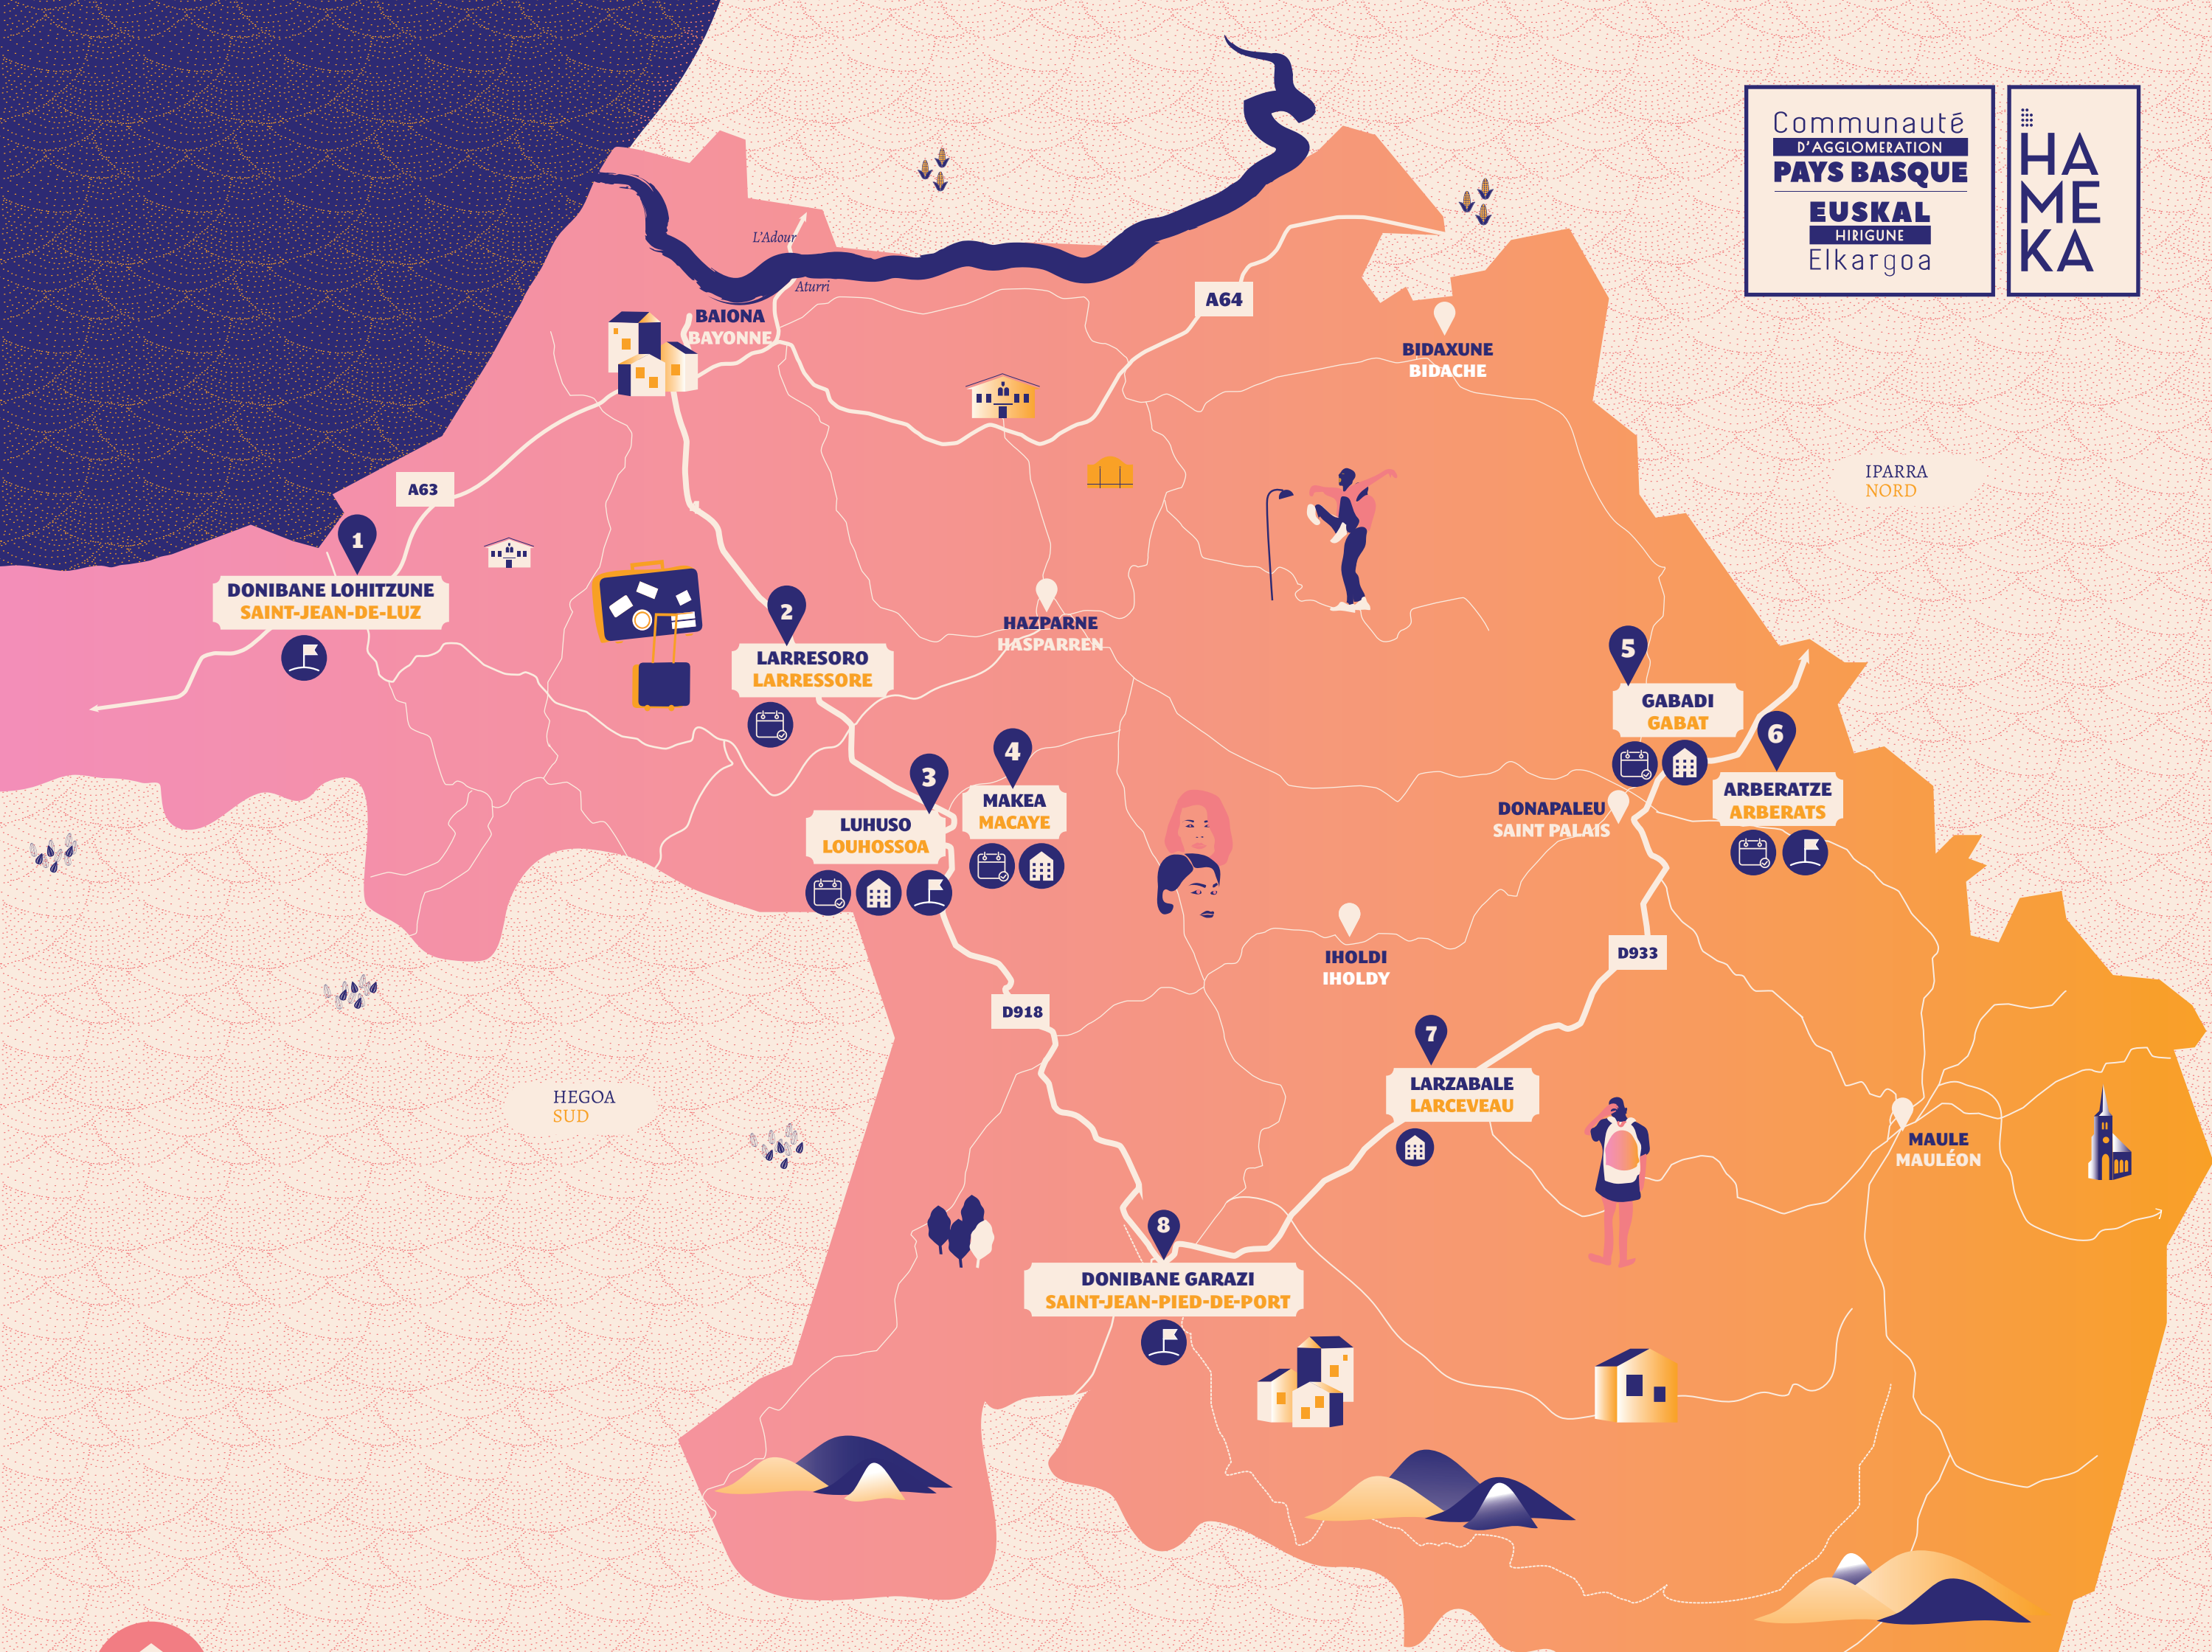 Communauté
D'AGGLOMERATION
PAYS BASQUE
EUSKAL
HIRIGUNE
Elkargoa
HA
ME
KA
L'Adour
Aturri
BAIONA
BAYONNE
A64
BIDAXUNE
BIDACHE
IPARRA
NORD
A63
1
DONIBANE LOHITZUNE
SAINT-JEAN-DE-LUZ
2
LARRESORO
LARRESSORE
HAZPARNE
HASPARREN
5
GABADI
GABAT
6
ARBERATZE
ARBERATS
3
LUHUSO
LOUHOSSOA
4
MAKEA
MACAYE
DONAPALEU
SAINT PALAIS
IHOLDI
IHOLDY
D933
D918
7
LARZABALE
LARCEVEAU
HEGOA
SUD
MAULE
MAULÉON
8
DONIBANE GARAZI
SAINT-JEAN-PIED-DE-PORT